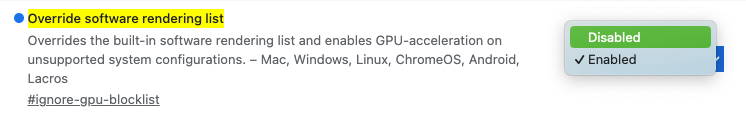 Override software rendering list
Overrides the built-in software rendering list and enables GPU-acceleration on
unsupported system configurations. – Mac, Windows, Linux, ChromeOS, Android,
Lacros
#ignore-gpu-blocklist
Disabled
✓ Enabled